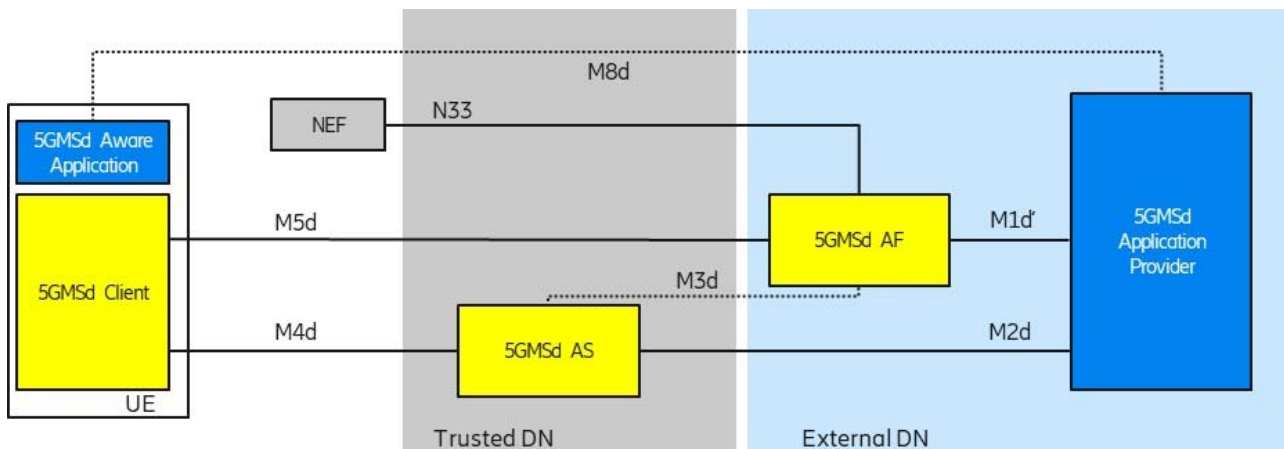 M8d
NEF
N33
5GMSd Aware
Application
M5d
5GMSd AF
M1d'
5GMSd
Application
Provider
5GMSd Client
M3d
M4d
5GMSd AS
M2d
UE
Trusted DN
External DN